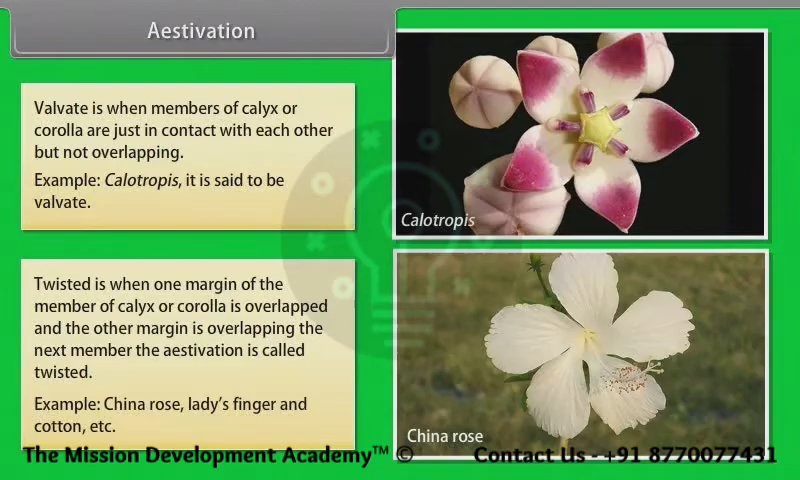 Aestivation
Valvate is when members of calyx or
corolla are just in contact with each other
but not overlapping.
Example: Calotropis, it is said to be
valvate.
Calotropis
Twisted is when one margin of the
member of calyx or corolla is overlapped
and the other margin is overlapping the
next member the aestivation is called
twisted.
Example: China rose, lady’s finger and
cotton, etc.
China rose
The Mission Development Academy™ ©
Contact Us - +91 8770077431